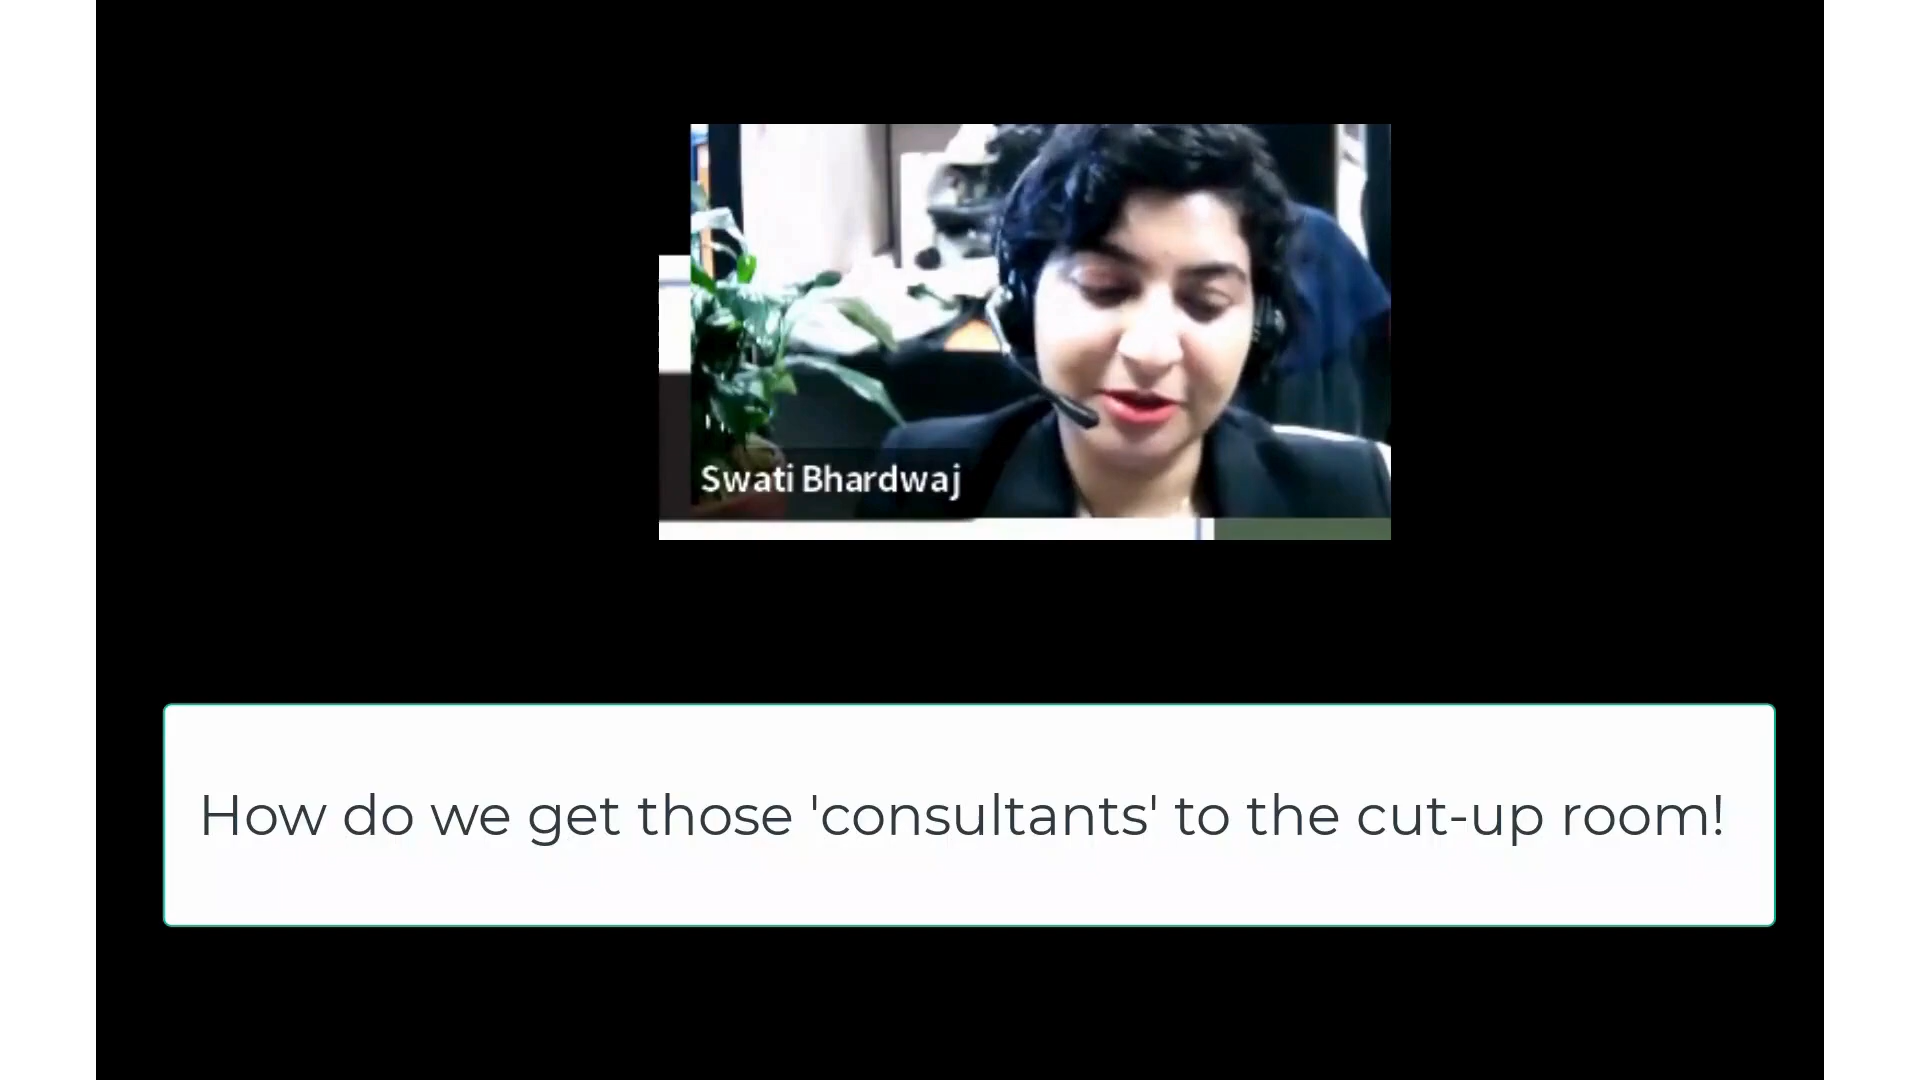 Swati Bhardwaj
How do we get those 'consultants' to the cut-up room!